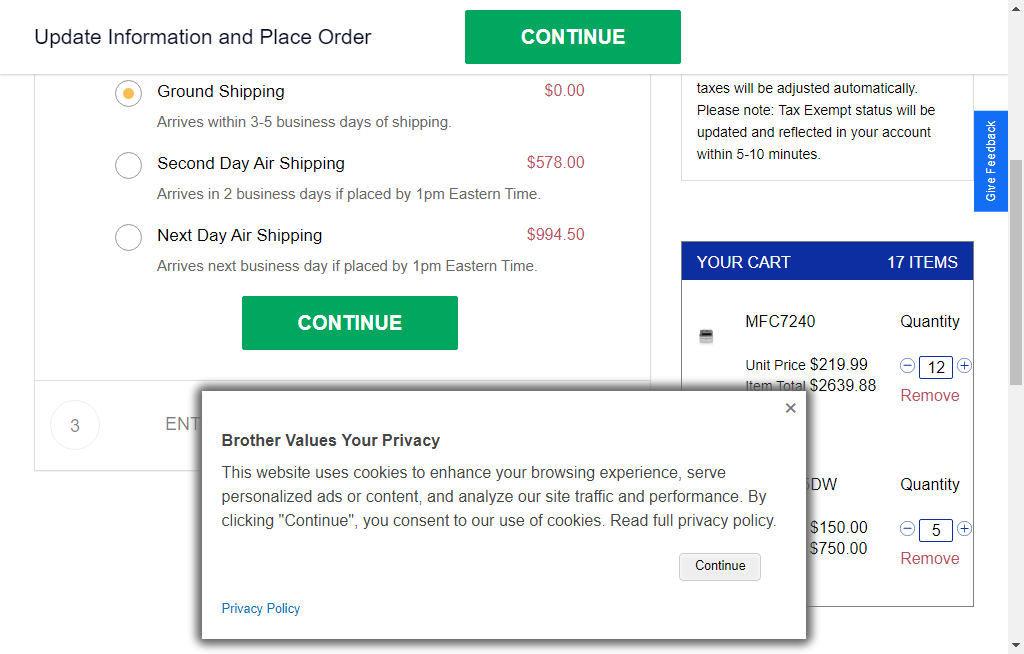 Update Information and Place Order
CONTINUE
Ground Shipping
$0.00
Arrives within 3-5 business days of shipping.
Second Day Air Shipping
$578.00
Arrives in 2 business days if placed by 1pm Eastern Time.
Next Day Air Shipping
$994.50
Arrives next business day if placed by 1pm Eastern Time.
CONTINUE
3
ENT
taxes will be adjusted automatically.
Please note: Tax Exempt status will be
updated and reflected in your account
within 5-10 minutes.
Give Feedback
YOUR CART
17 ITEMS
MFC7240
Quantity
Unit Price $219.99
12
Item Total $2639.88
Remove
DW
Quantity
$150.00
5
$750.00
Remove
Brother Values Your Privacy
This website uses cookies to enhance your browsing experience, serve
personalized ads or content, and analyze our site traffic and performance. By
clicking "Continue", you consent to our use of cookies. Read full privacy policy.
Continue
Privacy Policy